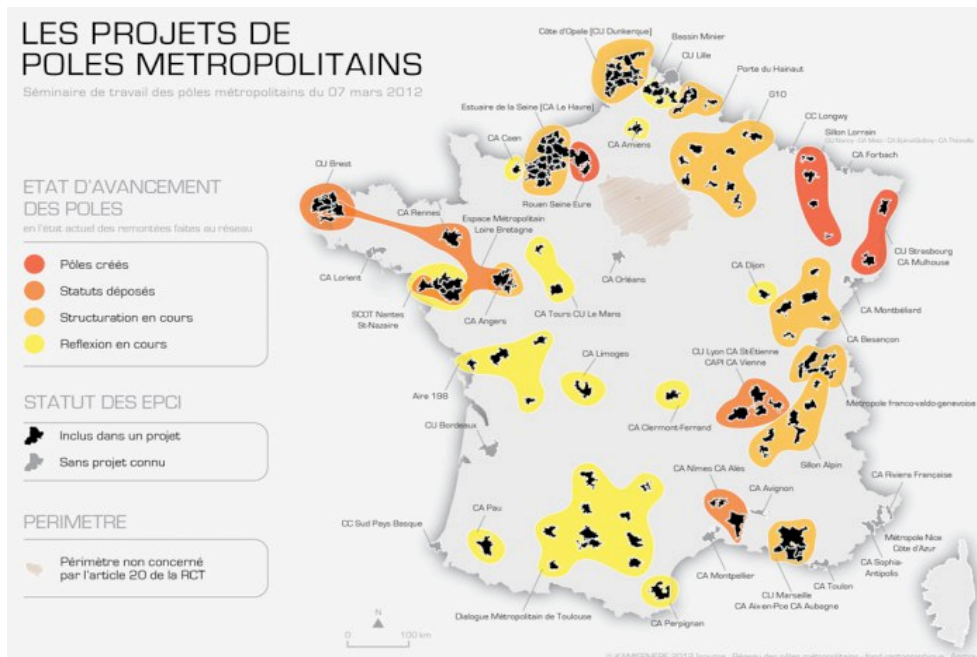 LES PROJETS DE
POLES METROPOLITAINS
Séminaire de travail des pôles métropolitains du 07 mars 2012
ETAT D'AVANCEMENT
DES POLES
en l'état actuel des remontées faites au réseau
Pôles créés
Statuts déposés
Structuration en cours
Reflexion en cours
STATUT DES EPCI
Inclus dans un projet
Sans projet connu
PERIMETRE
Périmètre non concerné
par l'article 20 de la RCT
Côte d'Opale [CU Dunkerque]
Bassin Minier
CU Lille
Porte du Hainaut
G10
Estuaire de la Seine [CA Le Havre]
CA Caen
CA Amiens
CC Longwy
Sillon Lorrain
CA Forbach
CU Brest
Rouen Seine Eure
CA Rennes
Espace Métropolitain
Loire Bretagne
CU Strasbourg
CA Mulhouse
CA Lorient
CA Orléans
CA Dijon
SCOT Nantes
St-Nazaire
CA Angers
CA Tours CU Le Mans
CA Montbéliard
CA Besançon
CA Limoges
CU Lyon CA St-Étienne
CAPI CA Vienne
Aire 198
Métropole franco-valdo-genevoise
CU Bordeaux
CA Clermont-Ferrand
Sillon Alpin
CA Nîmes CA Alès
CA Riviera Française
CA Avignon
CA Pau
CC Sud Pays Basque
Métropole Nice
Côte d'Azur
CA Sophia-
Antipolis
CA Montpellier
CA Toulon
CU Marseille
CA Aix-en-Pce CA Aubagne
Dialogue Métropolitain de Toulouse
CA Perpignan
N
0 100 km